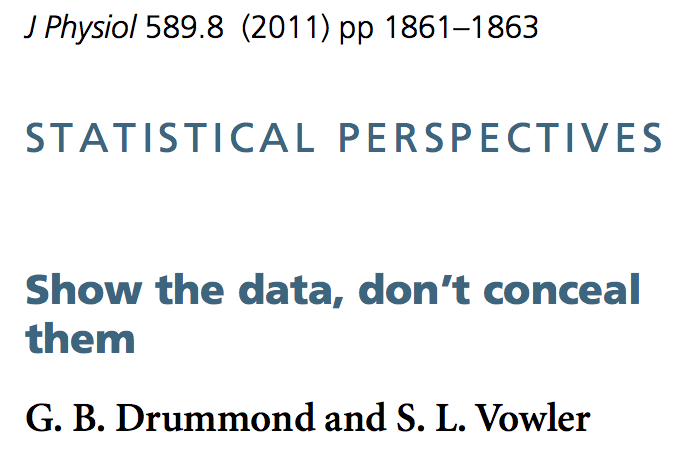 J Physiol 589.8 (2011) pp 1861–1863
STATISTICAL PERSPECTIVES
Show the data, don’t conceal
them
G. B. Drummond and S. L. Vowler